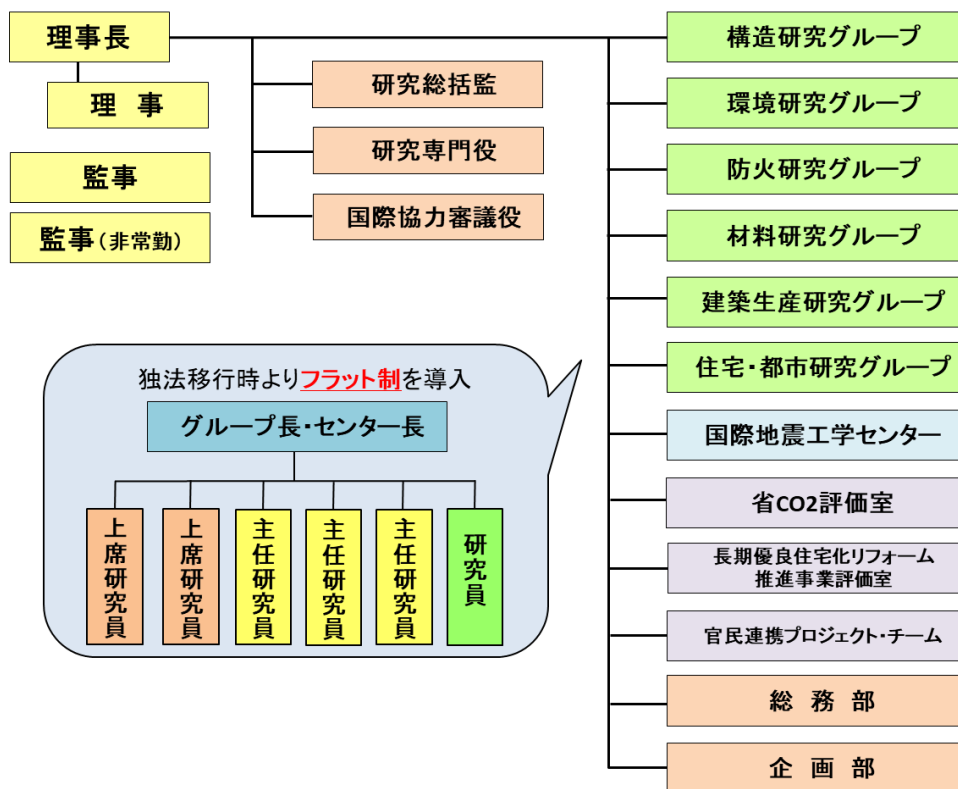 理事長
理 事
監事
監事（非常勤）
研究総括監
研究専門役
国際協力審議役
構造研究グループ
環境研究グループ
防火研究グループ
材料研究グループ
建築生産研究グループ
住宅・都市研究グループ
国際地震工学センター
省CO2評価室
長期優良住宅化リフォーム
推進事業評価室
官民連携プロジェクト・チーム
総 務 部
企 画 部
独法移行時よりフラット制を導入
グループ長・センター長
上席研究員
上席研究員
主任研究員
主任研究員
主任研究員
研究員